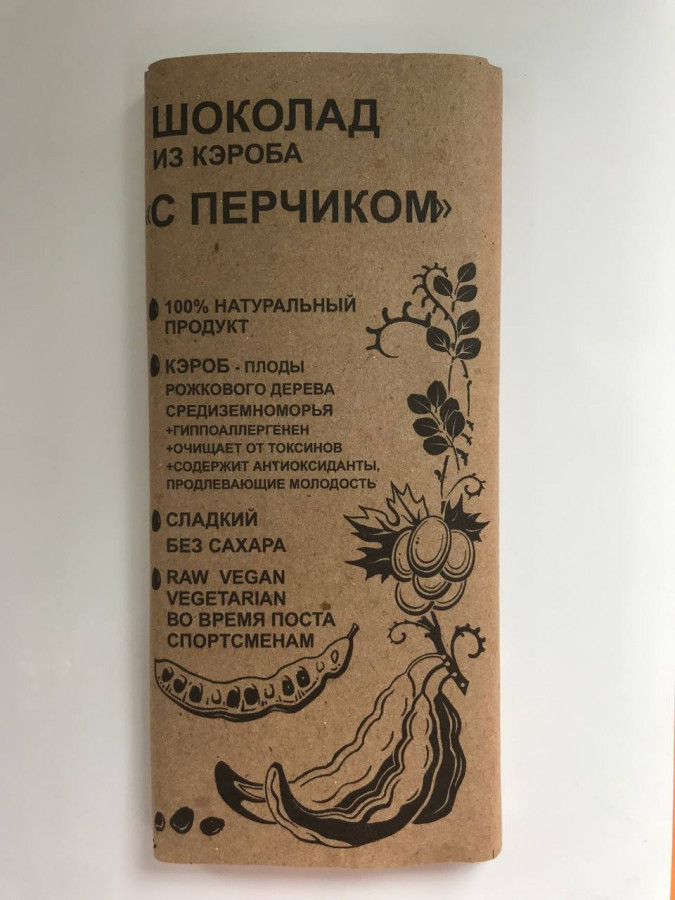 ШОКОЛАД
ИЗ КЭРОБА
«С ПЕРЧИКОМ»
100% НАТУРАЛЬНЫЙ
ПРОДУКТ
КЭРОБ - ПЛОДЫ
РОЖКОВОГО ДЕРЕВА
СРЕДИЗЕМНОМОРЬЯ
+ГИППОАЛЛЕРГЕНЕН
+ОЧИЩАЕТ ОТ ТОКСИНОВ
+СОДЕРЖИТ АНТИОКСИДАНТЫ,
ПРОДЛЕВАЮЩИЕ МОЛОДОСТЬ
СЛАДКИЙ
БЕЗ САХАРА
RAW VEGAN
VEGETARIAN
ВО ВРЕМЯ ПОСТА
СПОРТСМЕНАМ